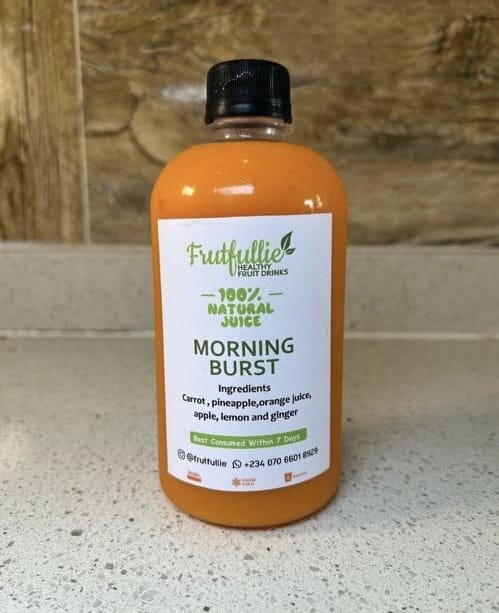 Frutfullie
HEALTHY
FRUIT DRINKS
100%
NATURAL
JUICE
MORNING
BURST
Ingredients
Carrot , pineapple,orange juice,
apple, lemon and ginger
Best Consumed Within 7 Days
@frutfullie +234 070 6601 8929